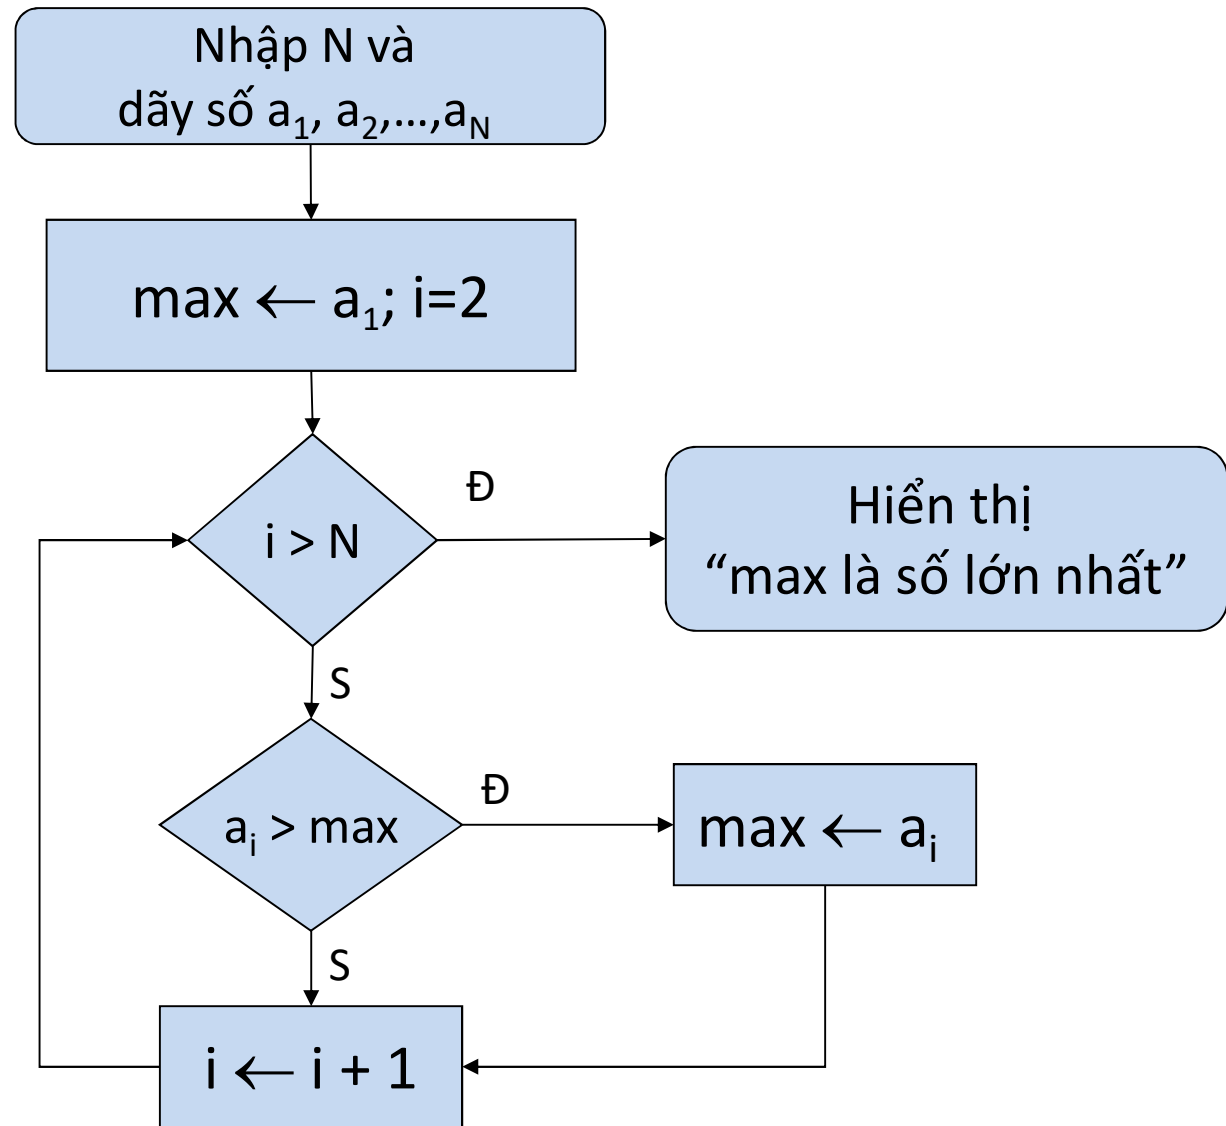 Nhập N và
dãy số a₁, a₂,...,a_N
max ← a₁; i=2
i > N
Đ
Hiển thị
“max là số lớn nhất”
S
aᵢ > max
Đ
max ← aᵢ
S
i ← i + 1